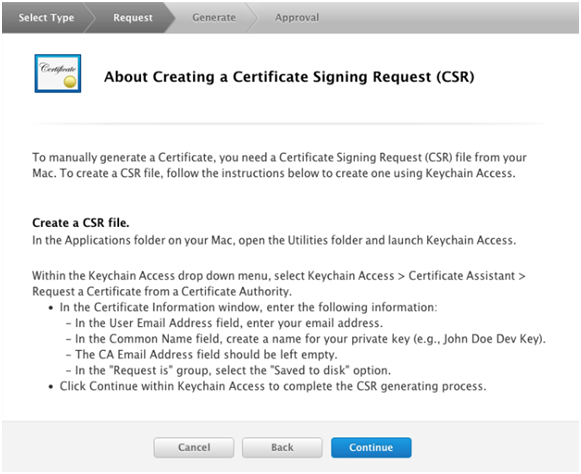 Select Type Request Generate Approval
Certificate
About Creating a Certificate Signing Request (CSR)
To manually generate a Certificate, you need a Certificate Signing Request (CSR) file from your
Mac. To create a CSR file, follow the instructions below to create one using Keychain Access.
Create a CSR file.
In the Applications folder on your Mac, open the Utilities folder and launch Keychain Access.
Within the Keychain Access drop down menu, select Keychain Access > Certificate Assistant >
Request a Certificate from a Certificate Authority.
• In the Certificate Information window, enter the following information:
– In the User Email Address field, enter your email address.
– In the Common Name field, create a name for your private key (e.g., John Doe Dev Key).
– The CA Email Address field should be left empty.
– In the "Request is" group, select the "Saved to disk" option.
• Click Continue within Keychain Access to complete the CSR generating process.
Cancel Back Continue